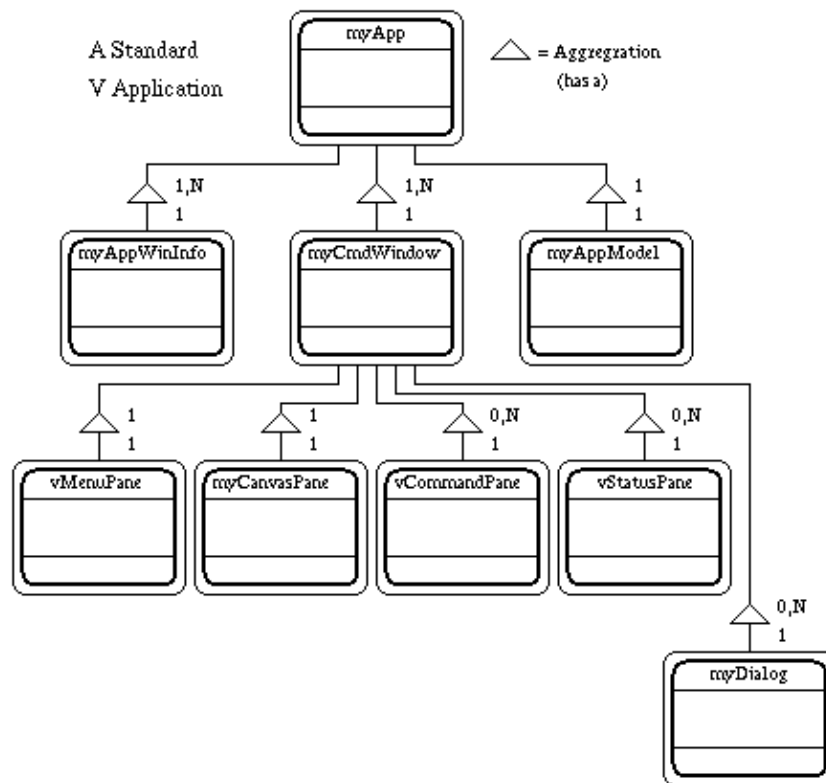 myApp
A Standard
V Application
= Aggregration
(has a)
1,N
1
1,N
1
1
1
myAppWinInfo
myCmdWindow
myAppModel
1
1
1
1
0,N
1
0,N
1
vMenuPane
myCanvasPane
vCommandPane
vStatusPane
0,N
1
myDialog